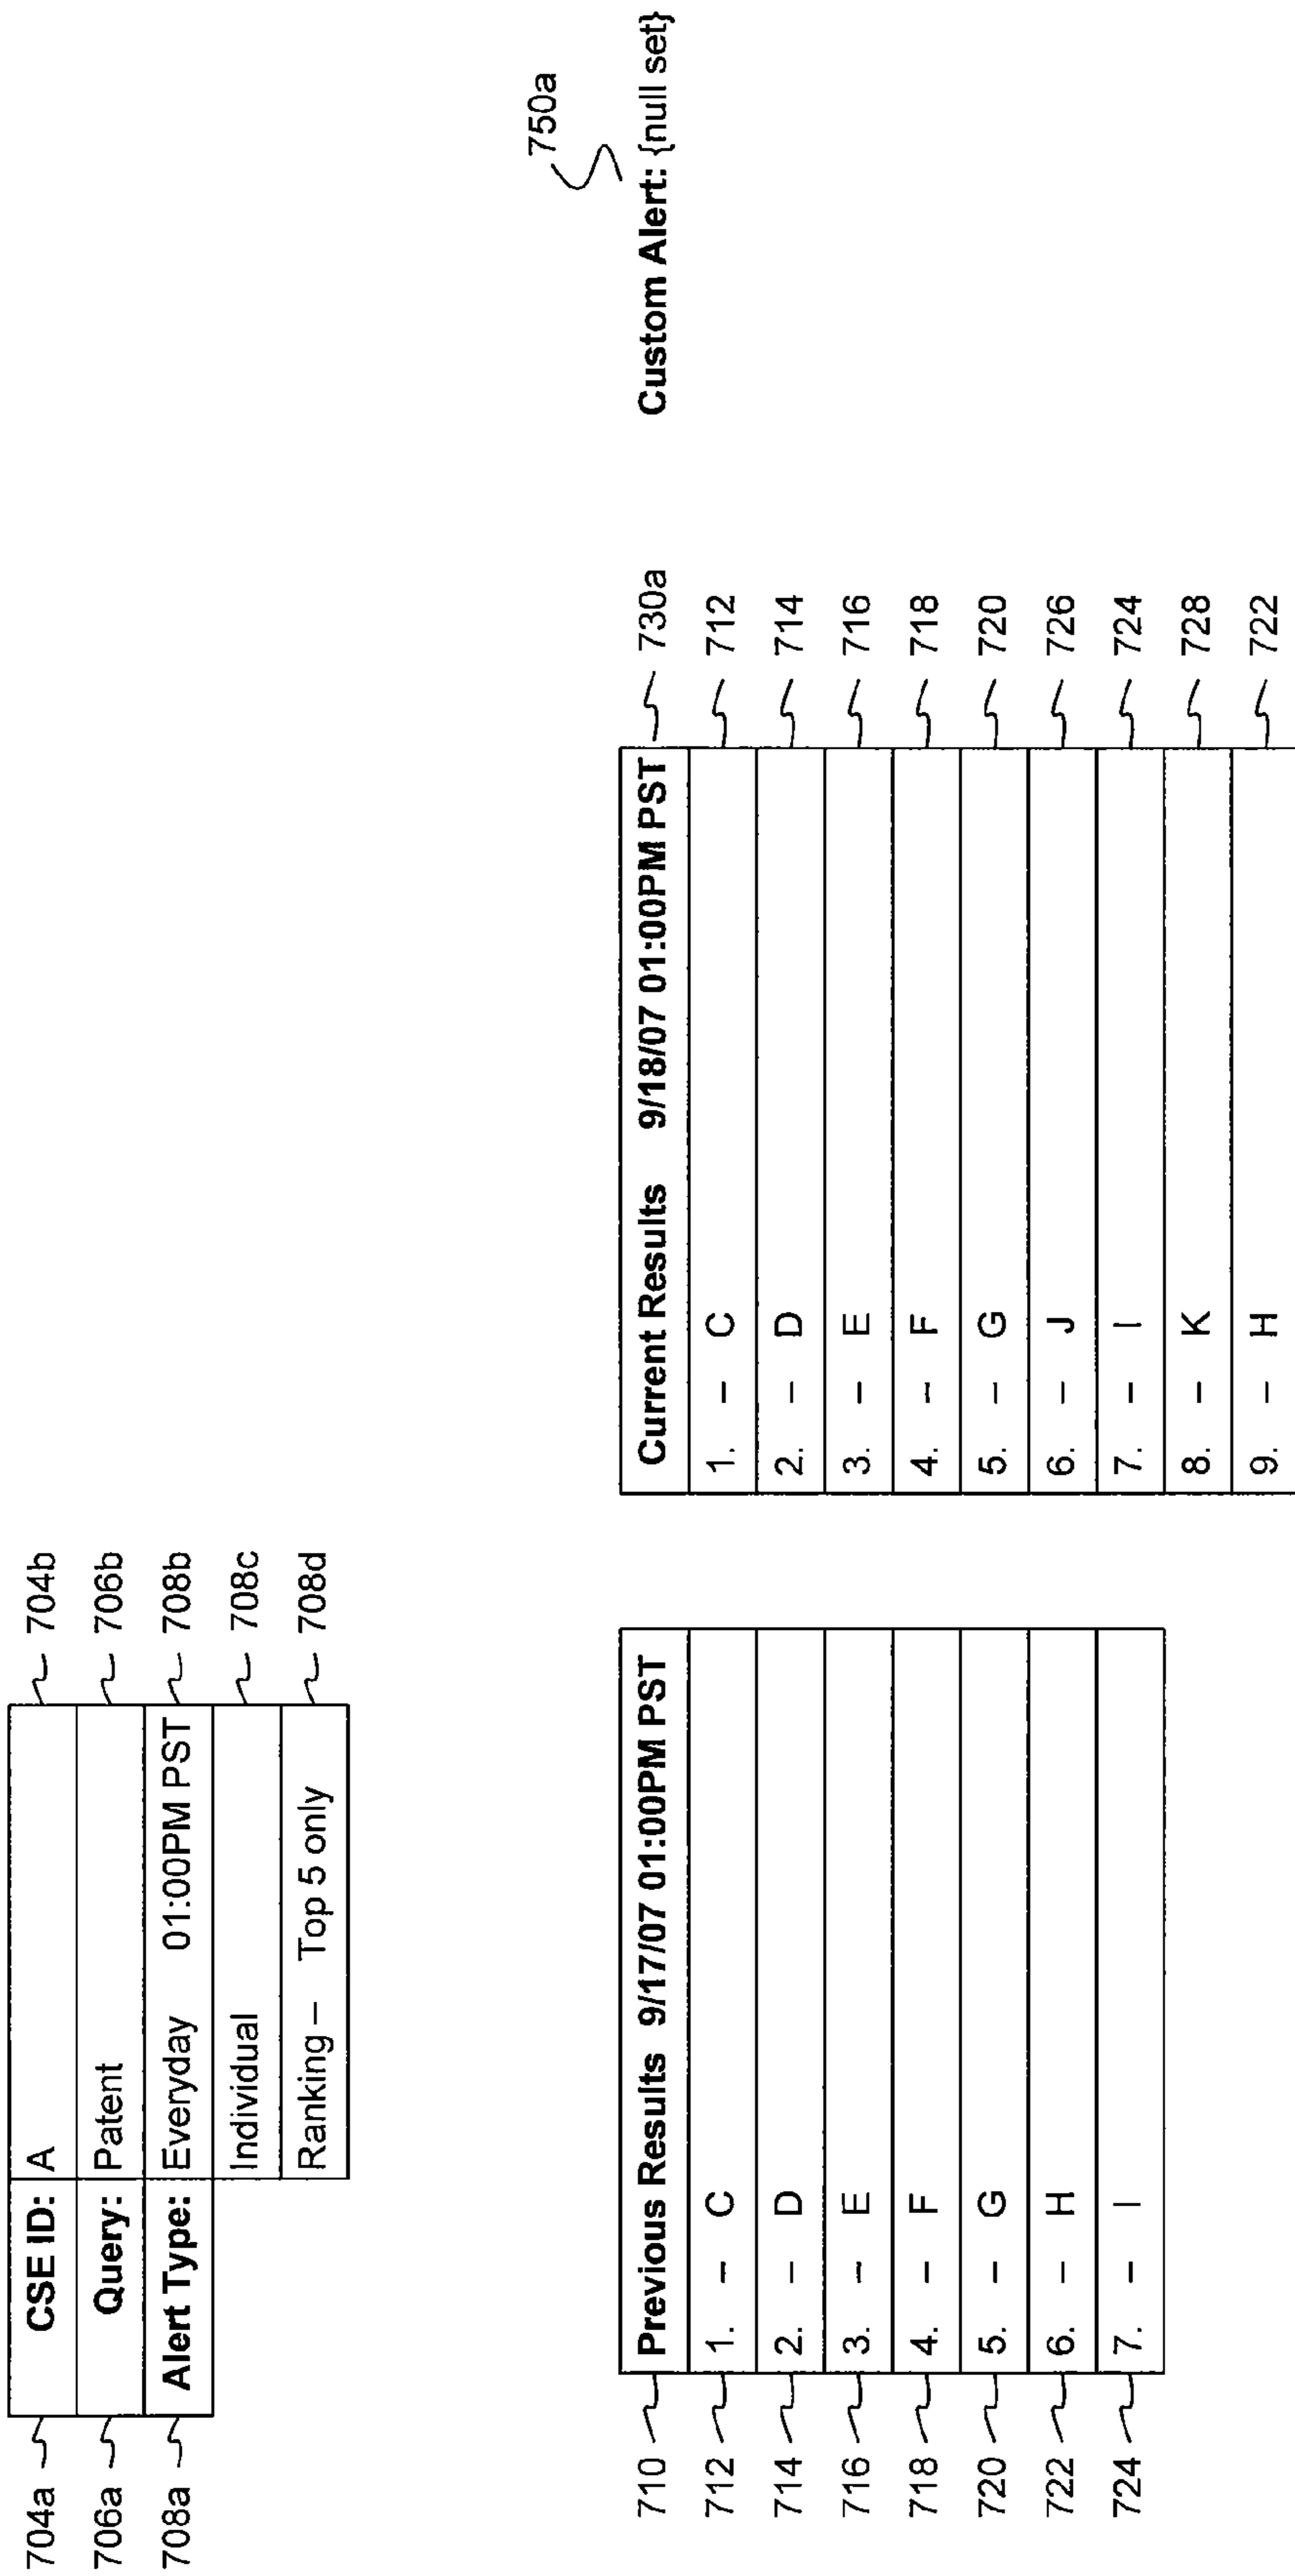 704a CSE ID: A 704b
706a Query: Patent 706b
708a Alert Type: Everyday 01:00PM PST 708b
Individual 708c
Ranking – Top 5 only 708d
710 Previous Results 9/17/07 01:00PM PST
712 1. – C
714 2. – D
716 3. – E
718 4. – F
720 5. – G
722 6. – H
724 7. – I
Current Results 9/18/07 01:00PM PST 730a
1. – C 712
2. – D 714
3. – E 716
4. – F 718
5. – G 720
6. – J 726
7. – I 724
8. – K 728
9. – H 722
750a
Custom Alert: {null set}